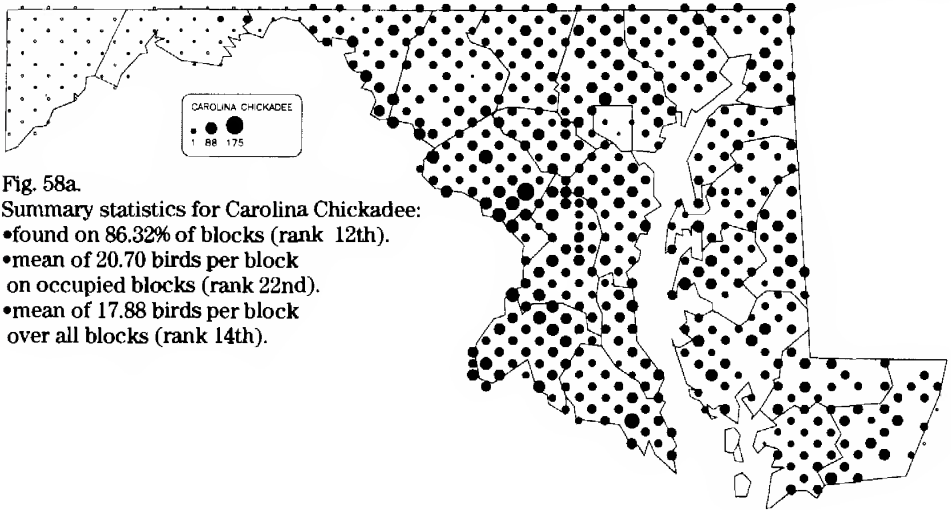 CAROLINA CHICKADEE
1 88 175
Fig. 58a.
Summary statistics for Carolina Chickadee:
•found on 86.32% of blocks (rank 12th).
•mean of 20.70 birds per block
on occupied blocks (rank 22nd).
•mean of 17.88 birds per block
over all blocks (rank 14th).